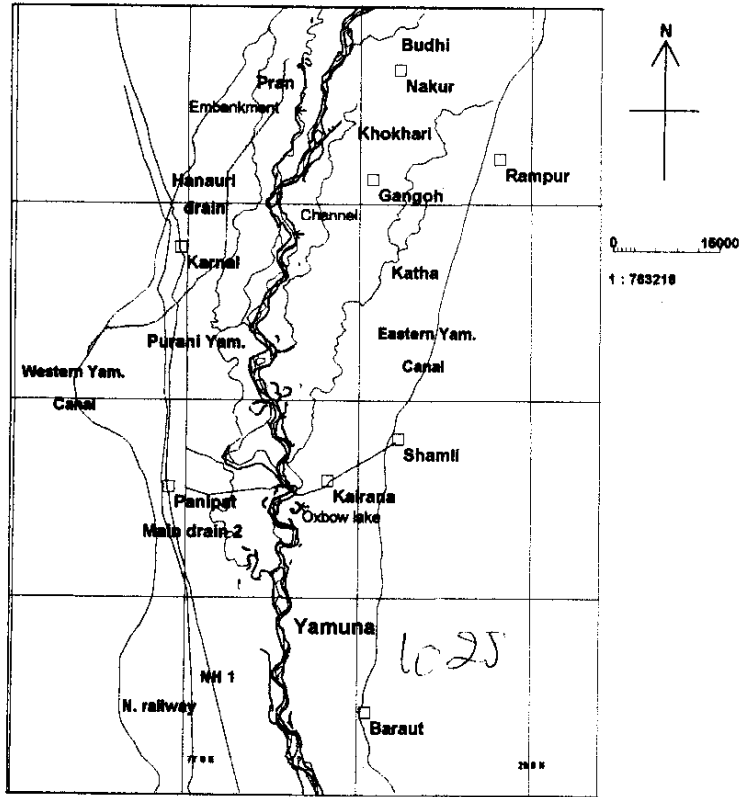 Budhi
N
Pran
Nakur
Embankment
Khokhari
Rampur
Hanauri
drain
Gangoh
Channel
0 15000
Karnal
Katha
1 : 763218
Purani Yam.
Eastern Yam.
Canal
Western Yam.
Canal
Shamli
Panipat
Kairana
Oxbow lake
Main drain 2
Yamuna
1025
NH 1
N. railway
Baraut